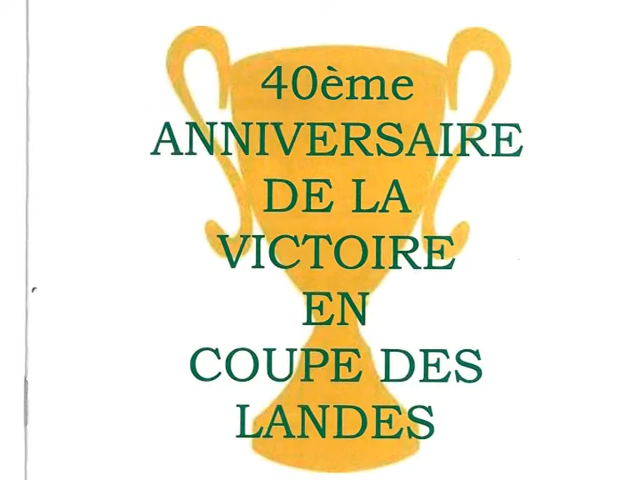 40ème
ANNIVERSAIRE
DE LA
VICTOIRE
EN
COUPE DES
LANDES